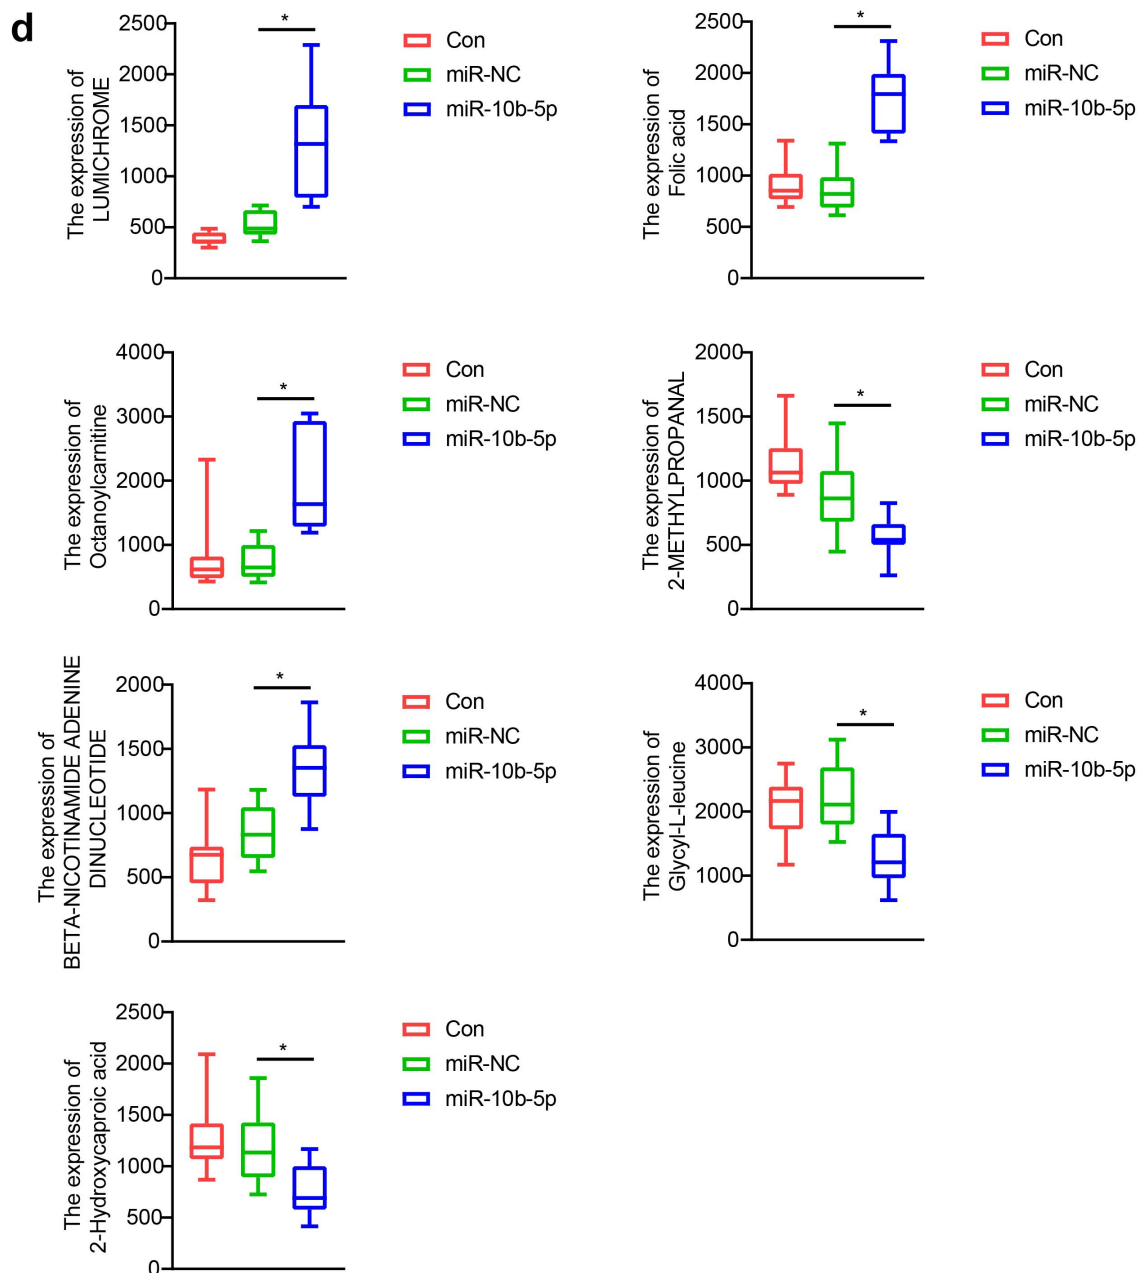 d
The expression of
LUMICHROME
2500
2000
1500
1000
500
0
*
Con
miR-NC
miR-10b-5p
The expression of
Folic acid
2500
2000
1500
1000
500
0
*
Con
miR-NC
miR-10b-5p
The expression of
Octanoylcarnitine
4000
3000
2000
1000
0
*
Con
miR-NC
miR-10b-5p
The expression of
2-METHYLPROPANAL
2000
1500
1000
500
0
*
Con
miR-NC
miR-10b-5p
The expression of
BETA-NICOTINAMIDE ADENINE
DINUCLEOTIDE
2000
1500
1000
500
0
*
Con
miR-NC
miR-10b-5p
The expression of
Glycyl-L-leucine
4000
3000
2000
1000
0
*
Con
miR-NC
miR-10b-5p
The expression of
2-Hydroxycaproic acid
2500
2000
1500
1000
500
0
*
Con
miR-NC
miR-10b-5p